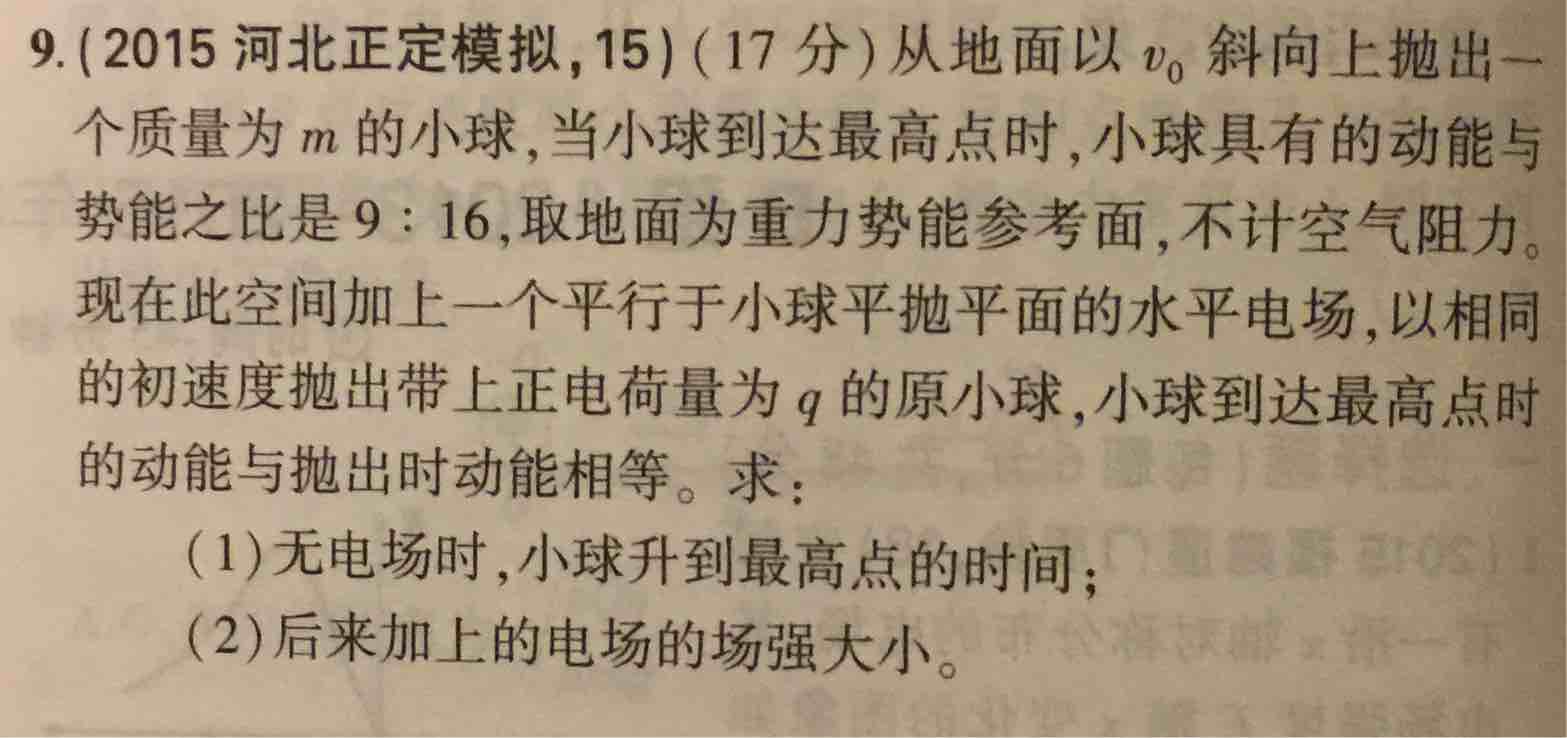 9.(2015 河北正定模拟,15)(17 分)从地面以 v₀ 斜向上抛出一
个质量为 m 的小球,当小球到达最高点时,小球具有的动能与
势能之比是 9∶16,取地面为重力势能参考面,不计空气阻力。
现在此空间加上一个平行于小球平抛平面的水平电场,以相同
的初速度抛出带上正电荷量为 q 的原小球,小球到达最高点时
的动能与抛出时动能相等。求:
(1)无电场时,小球升到最高点的时间;
(2)后来加上的电场的场强大小。